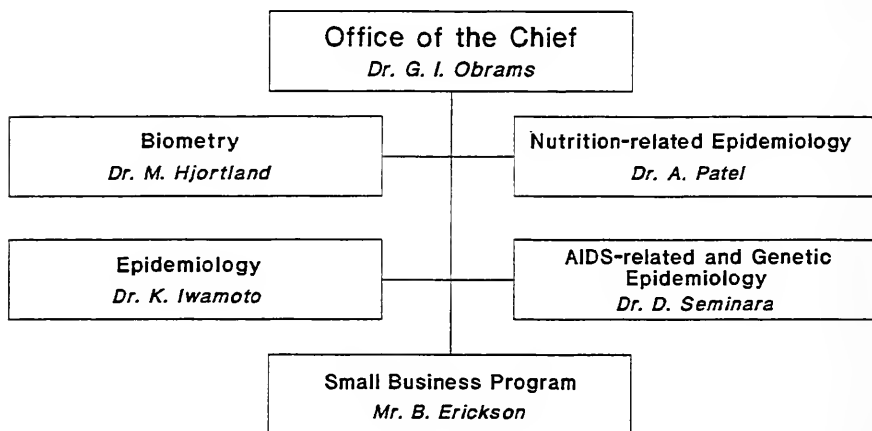 Office of the Chief
Dr. G. I. Obrams
Biometry
Dr. M. Hjortland
Nutrition-related Epidemiology
Dr. A. Patel
Epidemiology
Dr. K. Iwamoto
AIDS-related and Genetic
Epidemiology
Dr. D. Seminara
Small Business Program
Mr. B. Erickson